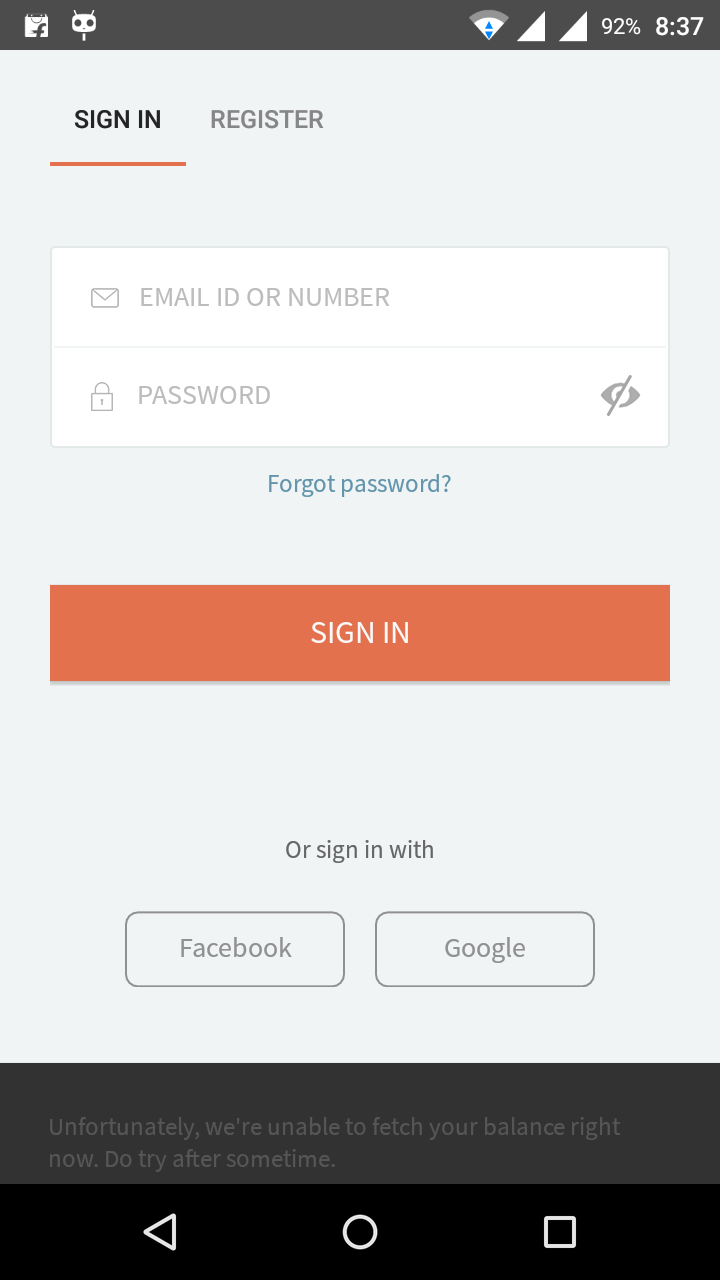 92% 8:37
SIGN IN REGISTER
EMAIL ID OR NUMBER
PASSWORD
Forgot password?
SIGN IN
Or sign in with
Facebook Google
Unfortunately, we're unable to fetch your balance right
now. Do try after sometime.